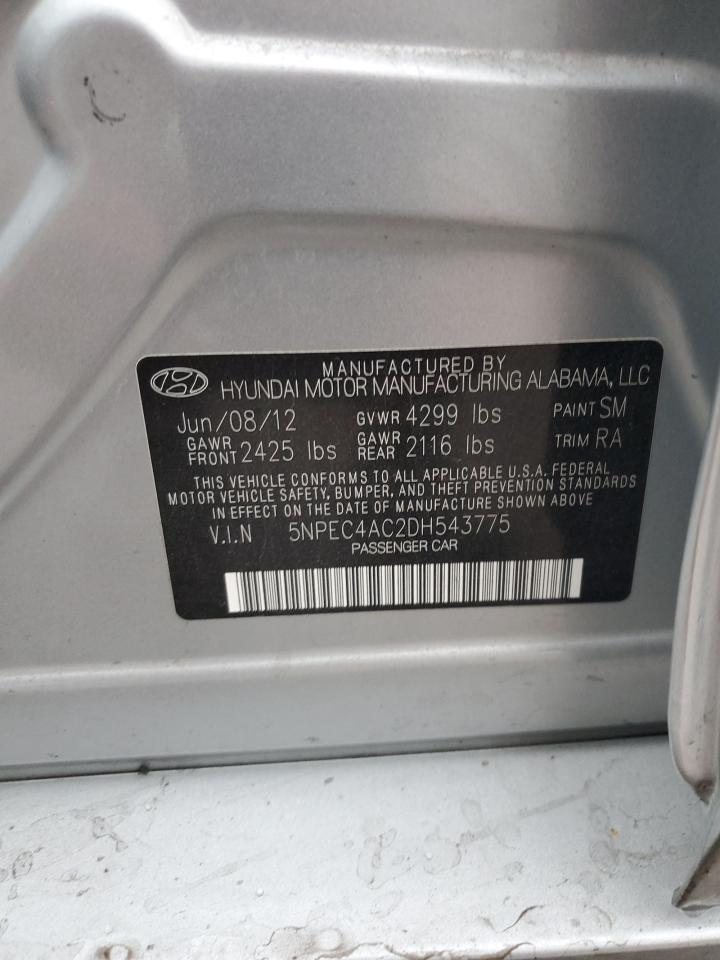 MANUFACTURED BY
HYUNDAI MOTOR MANUFACTURING ALABAMA, LLC
Jun/08/12 GVWR 4299 lbs PAINT SM
GAWR FRONT 2425 lbs GAWR REAR 2116 lbs TRIM RA
THIS VEHICLE CONFORMS TO ALL APPLICABLE U.S.A. FEDERAL
MOTOR VEHICLE SAFETY, BUMPER, AND THEFT PREVENTION STANDARDS
IN EFFECT ON THE DATE OF MANUFACTURE SHOWN ABOVE
V.I.N 5NPEC4AC2DH543775
PASSENGER CAR